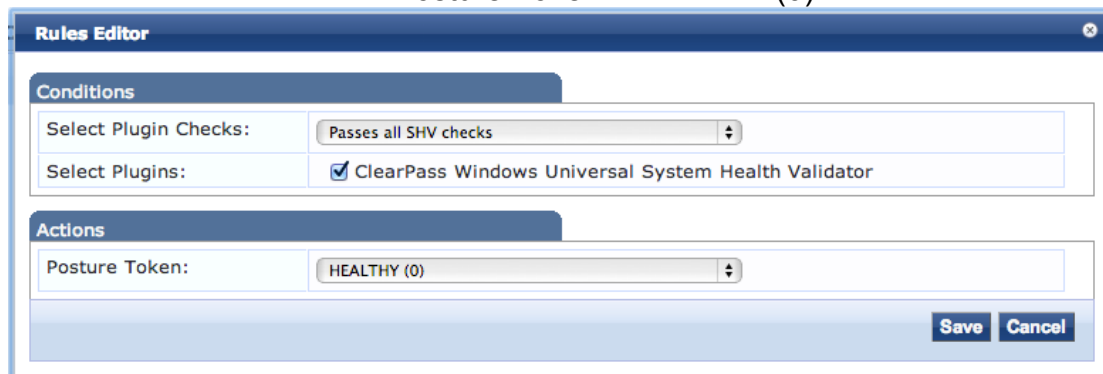 Rules Editor
Conditions
Select Plugin Checks: Passes all SHV checks
Select Plugins: ClearPass Windows Universal System Health Validator
Actions
Posture Token: HEALTHY (0)
Save Cancel